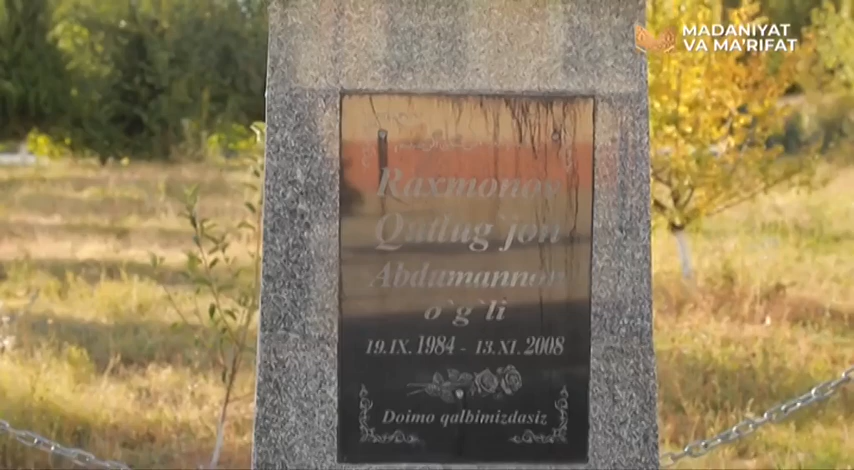 MADANIYAT
VA MA'RIFAT
Raxmonov
Qutlug jon
Abdumannon
o`g`li
19.IX.1984 - 13.XI.2008
Doimo qalbimizdasiz